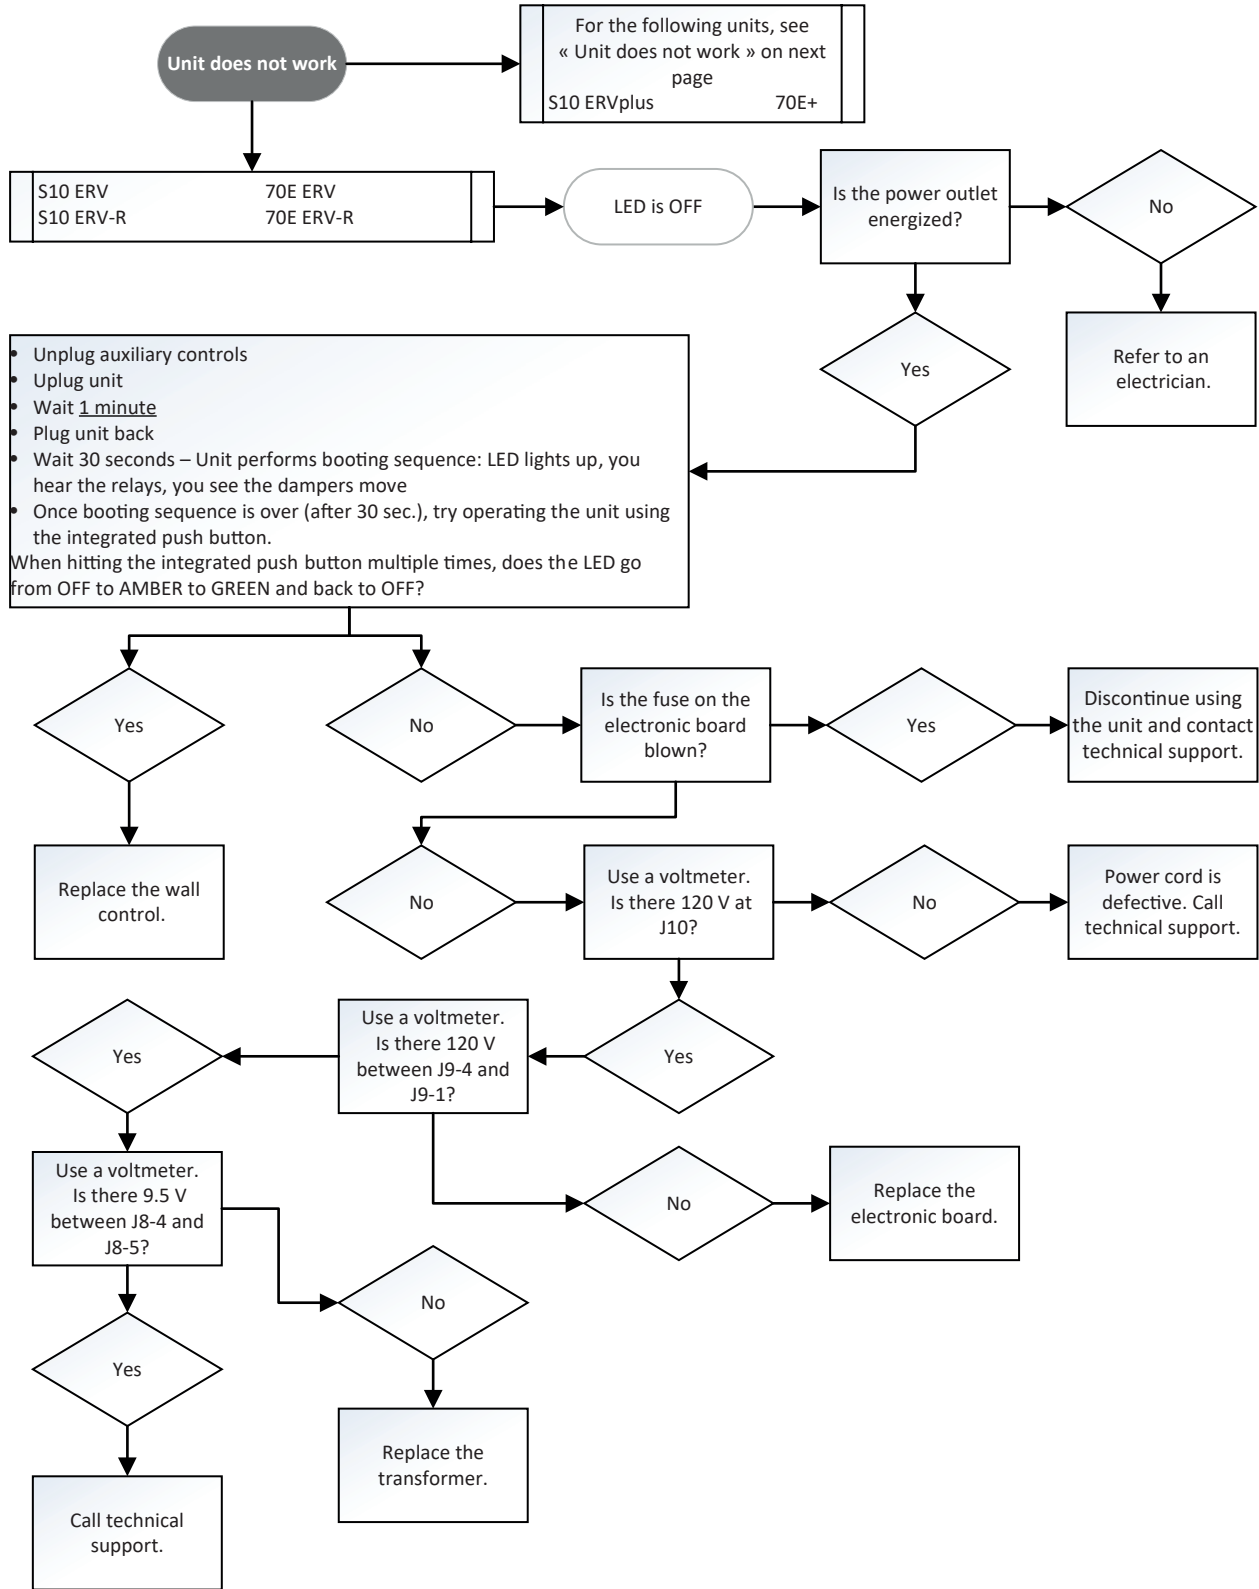 Unit does not work
For the following units, see
« Unit does not work » on next
page
S10 ERVplus 70E+
S10 ERV 70E ERV
S10 ERV-R 70E ERV-R
LED is OFF
Is the power outlet
energized?
No
Yes
Refer to an
electrician.
• Unplug auxiliary controls
• Uplug unit
• Wait 1 minute
• Plug unit back
• Wait 30 seconds – Unit performs booting sequence: LED lights up, you
hear the relays, you see the dampers move
• Once booting sequence is over (after 30 sec.), try operating the unit using
the integrated push button.
When hitting the integrated push button multiple times, does the LED go
from OFF to AMBER to GREEN and back to OFF?
Yes
No
Is the fuse on the
electronic board
blown?
Yes
Discontinue using
the unit and contact
technical support.
Replace the wall
control.
No
Use a voltmeter.
Is there 120 V at
J10?
No
Power cord is
defective. Call
technical support.
Yes
Use a voltmeter.
Is there 120 V
between J9-4 and
J9-1?
Yes
Use a voltmeter.
Is there 9.5 V
between J8-4 and
J8-5?
No
Replace the
electronic board.
No
Yes
Replace the
transformer.
Call technical
support.